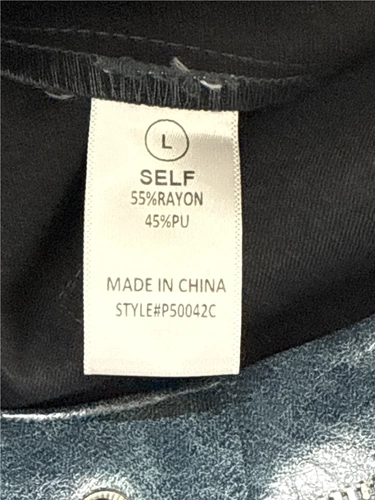 L
SELF
55%RAYON
45%PU
MADE IN CHINA
STYLE#P50042C